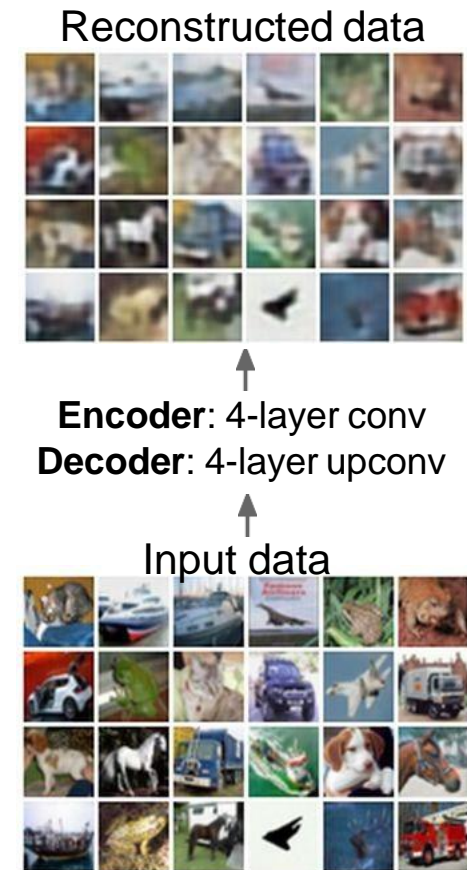 Reconstructed data
Encoder: 4-layer conv
Decoder: 4-layer upconv
Input data